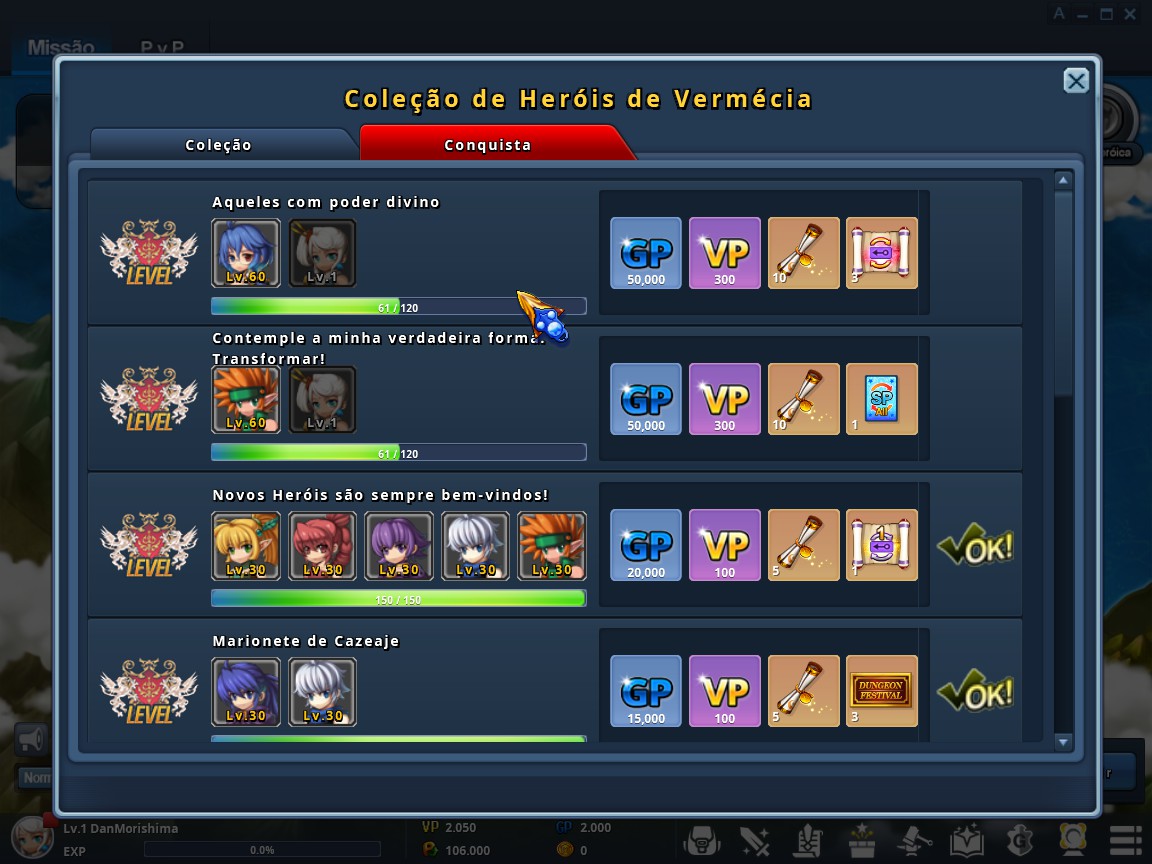 A
Missão
PvP
Coleção de Heróis de Vermécia
Coleção
Conquista
róica
Aqueles com poder divino
LEVEL
Lv.60
Lv.1
61 / 120
GP
50,000
VP
300
10
3
Contemple a minha verdadeira forma.
Transformar!
LEVEL
Lv.60
Lv.1
61 / 120
GP
50,000
VP
300
10
SP
All
1
Novos Heróis são sempre bem-vindos!
LEVEL
Lv.30
Lv.30
Lv.30
Lv.30
Lv.30
150 / 150
GP
20,000
VP
100
5
1
1
OK!
Marionete de Cazeaje
LEVEL
Lv.30
Lv.30
GP
15,000
VP
100
5
DUNGEON
FESTIVAL
3
OK!
Norm
r
Lv.1 DanMorishima
EXP
0.0%
VP 2.050
GP 2.000
106.000
0